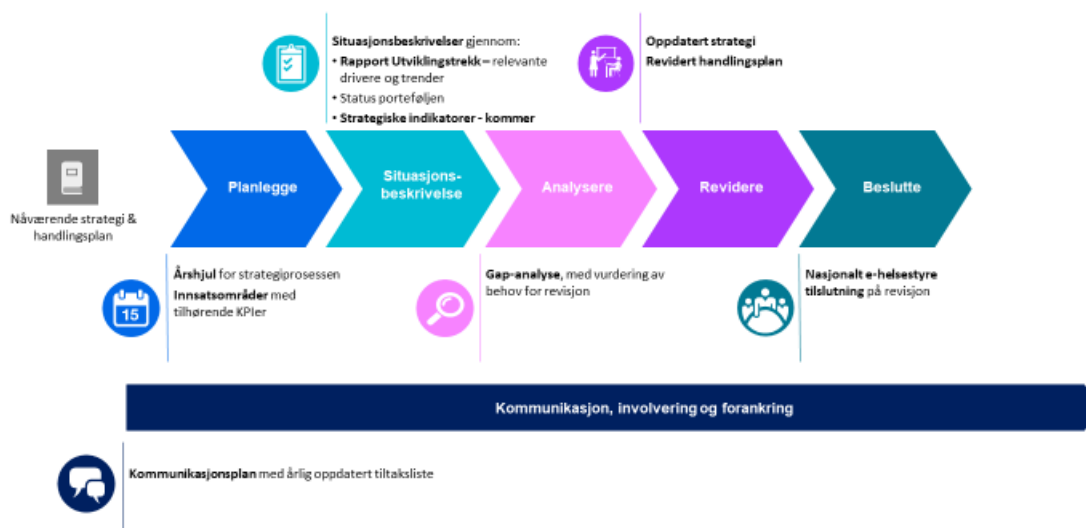 Situasjonsbeskrivelser gjennom:
• Rapport Utviklingstrekk – relevante
drivere og trender
• Status porteføljen
• Strategiske indikatorer - kommer
Oppdatert strategi
Revidert handlingsplan
Nåværende strategi &
handlingsplan
Planlegge
Situasjons-
beskrivelse
Analysere
Revidere
Beslutte
15
Årshjul for strategiprosessen
Innsatsområder med
tilhørende KPIer
Gap-analyse, med vurdering av
behov for revisjon
Nasjonalt e-helsestyre
tilslutning på revisjon
Kommunikasjon, involvering og forankring
Kommunikasjonsplan med årlig oppdatert tiltaksliste